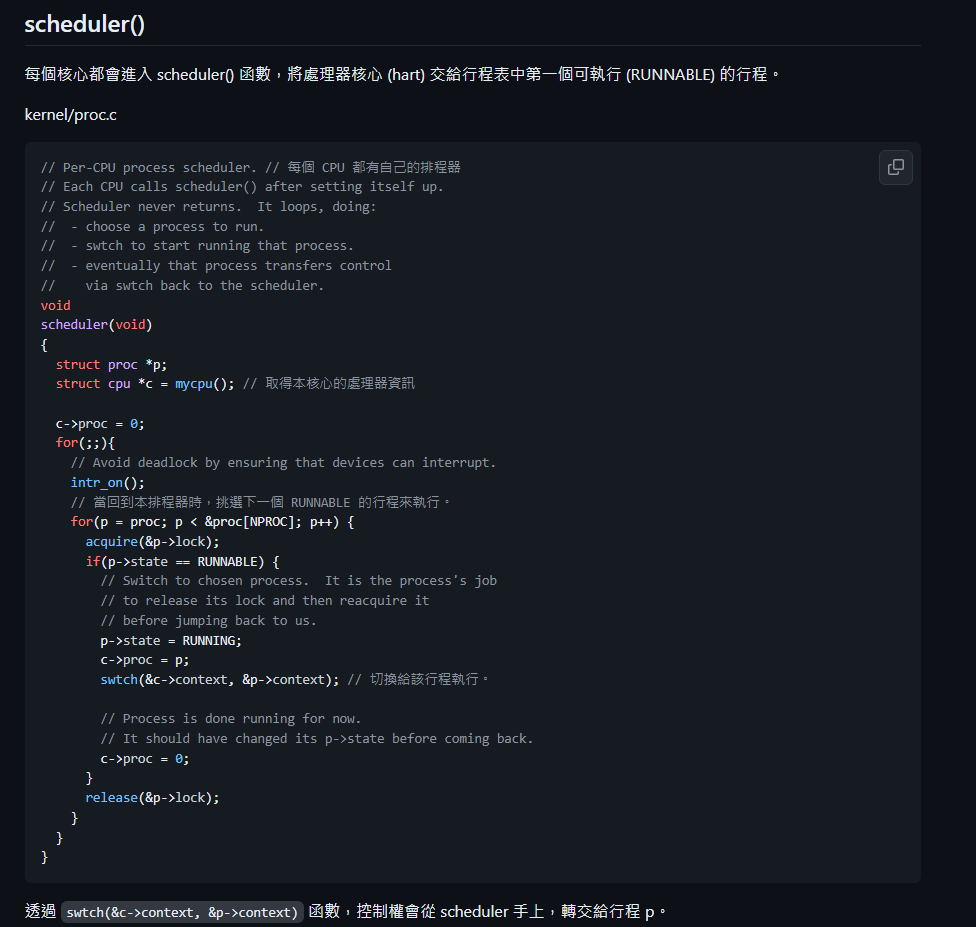 scheduler()
每個核心都會進入 scheduler() 函數，將處理器核心 (hart) 交給行程表中第一個可執行 (RUNNABLE) 的行程。
kernel/proc.c
// Per-CPU process scheduler. // 每個 CPU 都有自己的排程器
// Each CPU calls scheduler() after setting itself up.
// Scheduler never returns.  It loops, doing:
//  - choose a process to run.
//  - swtch to start running that process.
//  - eventually that process transfers control
//    via swtch back to the scheduler.
void
scheduler(void)
{
  struct proc *p;
  struct cpu *c = mycpu(); // 取得本核心的處理器資訊
  c->proc = 0;
  for(;;){
    // Avoid deadlock by ensuring that devices can interrupt.
    intr_on();
    // 當回到本排程器時，挑選下一個 RUNNABLE 的行程來執行。
    for(p = proc; p < &proc[NPROC]; p++) {
      acquire(&p->lock);
      if(p->state == RUNNABLE) {
        // Switch to chosen process.  It is the process's job
        // to release its lock and then reacquire it
        // before jumping back to us.
        p->state = RUNNING;
        c->proc = p;
        swtch(&c->context, &p->context); // 切換給該行程執行。
        // Process is done running for now.
        // It should have changed its p->state before coming back.
        c->proc = 0;
      }
      release(&p->lock);
    }
  }
}
透過 swtch(&c->context, &p->context) 函數，控制權會從 scheduler 手上，轉交給行程 p。